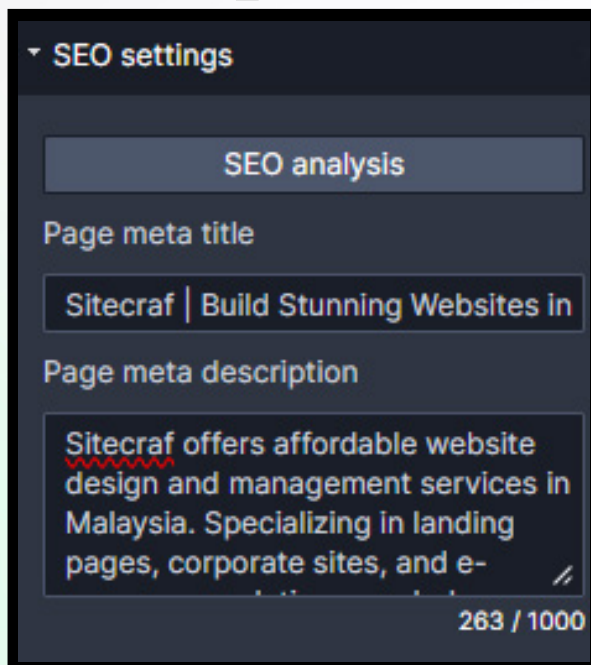 SEO settings
SEO analysis
Page meta title
Sitecraf | Build Stunning Websites in
Page meta description
Sitecraf offers affordable website
design and management services in
Malaysia. Specializing in landing
pages, corporate sites, and e-
263 / 1000